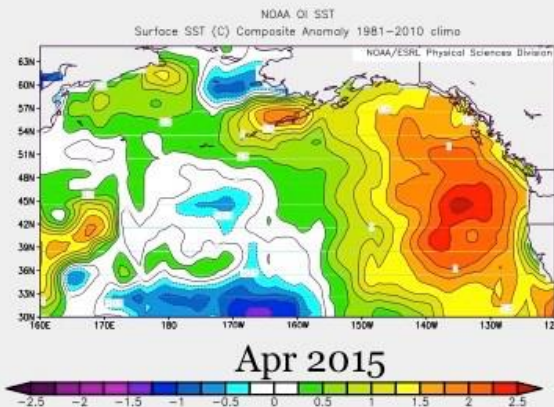 NOAA OI SST
Surface SST (C) Composite Anomaly 1981-2010 climo
NOAA/ESRL Physical Sciences Division
63N
60N
57N
54N
51N
48N
45N
42N
39N
36N
33N
30N
160E 170E 180 170W 160W 150W 140W 130W 120
Apr 2015
-2.5 -2 -1.5 -1 -0.5 0 0.5 1 1.5 2 2.5